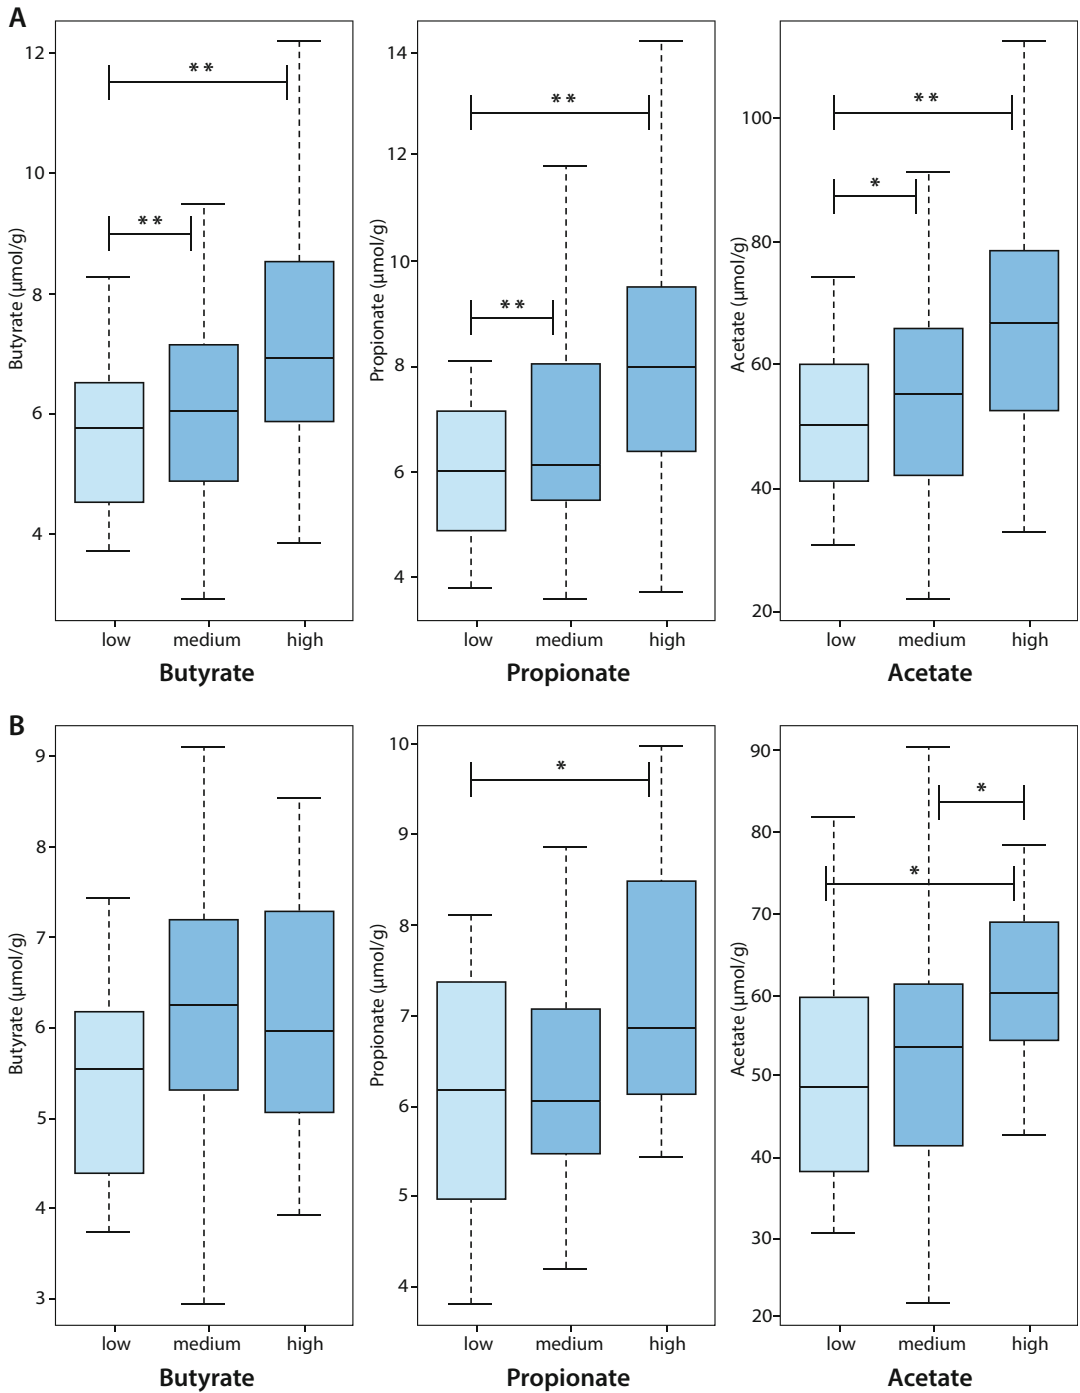 A
12
10
8
6
4
Butyrate (μmol/g)
**
**
low medium high
Butyrate
14
12
10
8
6
4
Propionate (μmol/g)
**
**
low medium high
Propionate
100
80
60
40
20
Acetate (μmol/g)
**
*
low medium high
Acetate
B
9
8
7
6
5
4
3
Butyrate (μmol/g)
low medium high
Butyrate
10
9
8
7
6
5
4
Propionate (μmol/g)
*
low medium high
Propionate
90
80
70
60
50
40
30
20
Acetate (μmol/g)
*
*
low medium high
Acetate